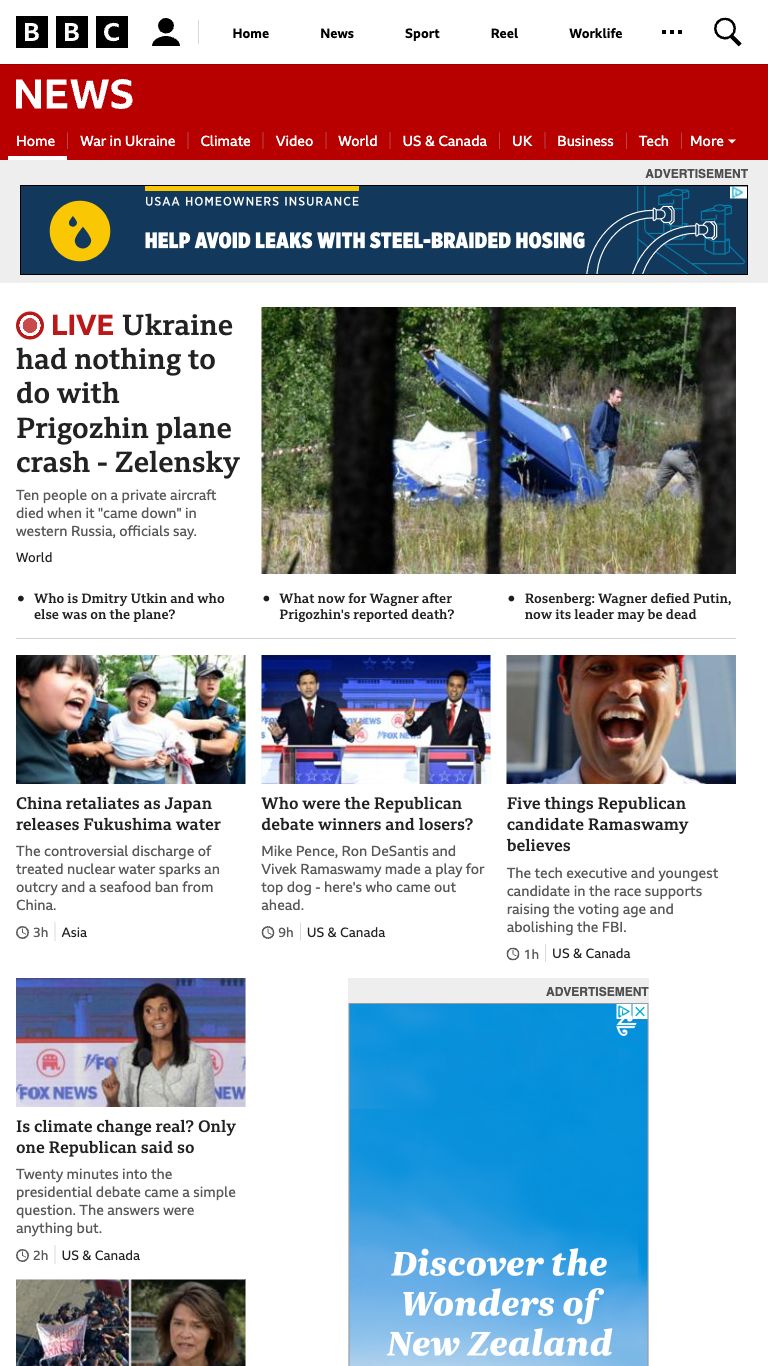 BBC
Home
News
Sport
Reel
Worklife
NEWS
Home
War in Ukraine
Climate
Video
World
US & Canada
UK
Business
Tech
More
ADVERTISEMENT
USAA HOMEOWNERS INSURANCE
HELP AVOID LEAKS WITH STEEL-BRAIDED HOSING
LIVE Ukraine
had nothing to
do with
Prigozhin plane
crash - Zelensky
Ten people on a private aircraft
died when it "came down" in
western Russia, officials say.
World
Who is Dmitry Utkin and who
else was on the plane?
What now for Wagner after
Prigozhin's reported death?
Rosenberg: Wagner defied Putin,
now its leader may be dead
China retaliates as Japan
releases Fukushima water
The controversial discharge of
treated nuclear water sparks an
outcry and a seafood ban from
China.
3h
Asia
FOX NEWS
Who were the Republican
debate winners and losers?
Mike Pence, Ron DeSantis and
Vivek Ramaswamy made a play for
top dog - here's who came out
ahead.
9h
US & Canada
Five things Republican
candidate Ramaswamy
believes
The tech executive and youngest
candidate in the race supports
raising the voting age and
abolishing the FBI.
1h
US & Canada
FOX NEWS
NEWS
Is climate change real? Only
one Republican said so
Twenty minutes into the
presidential debate came a simple
question. The answers were
anything but.
2h
US & Canada
ADVERTISEMENT
Discover the
Wonders of
New Zealand